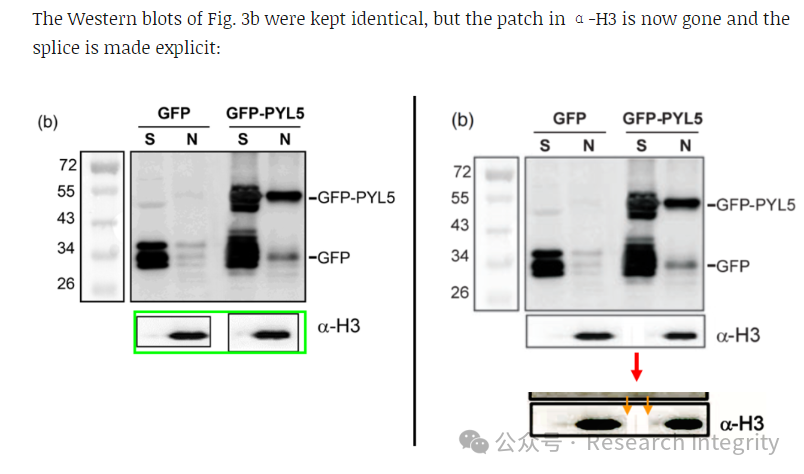 The Western blots of Fig. 3b were kept identical, but the patch in α-H3 is now gone and the
splice is made explicit:
(b)
GFP GFP-PYL5
S N S N
72
55
43
34
26
GFP-PYL5
GFP
α-H3
(b)
GFP GFP-PYL5
S N S N
72
55
43
34
26
GFP-PYL5
GFP
α-H3
α-H3
公众号 · Research Integrity